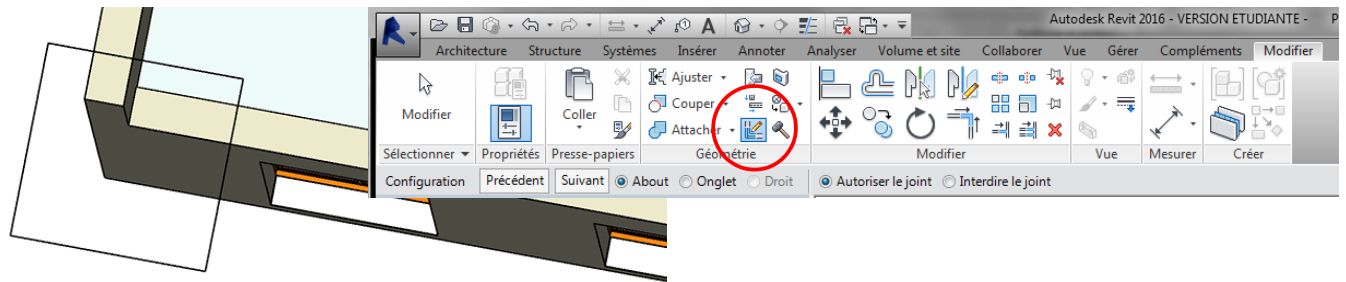 Autodesk Revit 2016 - VERSION ETUDIANTE - P
Architecture Structure Systèmes Insérer Annoter Analyser Volume et site Collaborer Vue Gérer Compléments Modifier
Ajuster
Couper
Modifier Coller
Attacher
Sélectionner Propriétés Presse-papiers Géométrie Modifier Vue Mesurer Créer
Configuration Précédent Suivant About Onglet Droit Autoriser le joint Interdire le joint